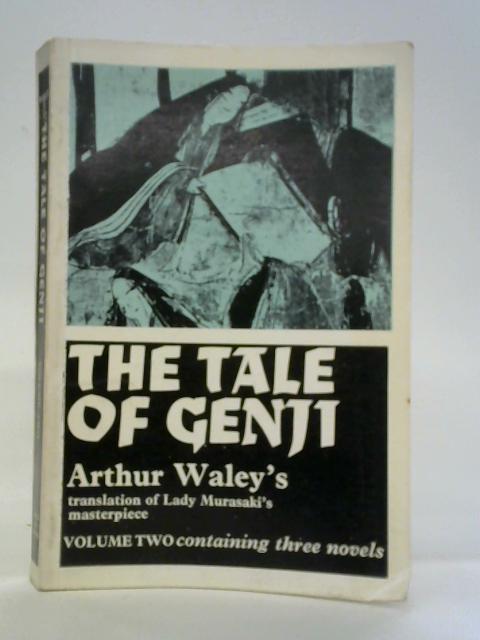 THE TALE OF GENJI
THE TALE
OF GENJI
Arthur Waley's
translation of Lady Murasaki's
masterpiece
VOLUME TWO containing three novels